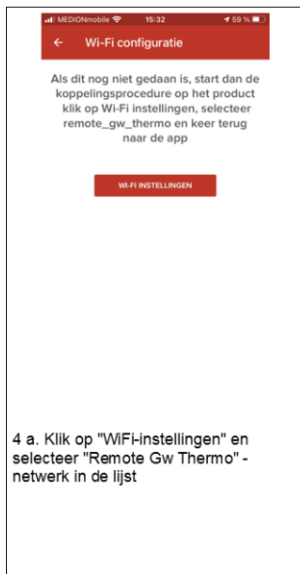 MEDIONmobile 15:32 59 %
Wi-Fi configuratie
Als dit nog niet gedaan is, start dan de
koppelingsprocedure op het product
klik op Wi-Fi instellingen, selecteer
remote_gw_thermo en keer terug
naar de app
WI-FI INSTELLINGEN
4 a. Klik op "WiFi-instellingen" en
selecteer "Remote Gw Thermo" -
netwerk in de lijst